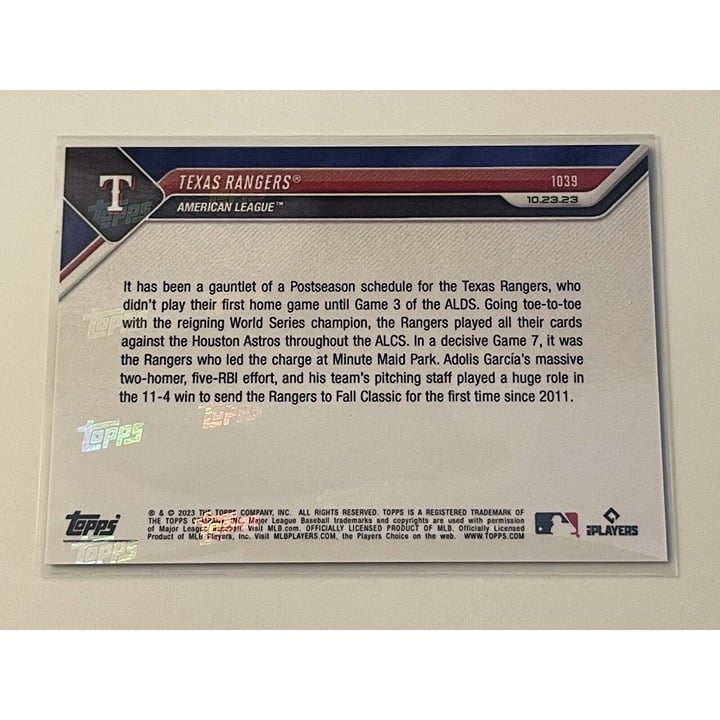 T
TEXAS RANGERS®
1039
AMERICAN LEAGUE™
10.23.23
It has been a gauntlet of a Postseason schedule for the Texas Rangers, who
didn't play their first home game until Game 3 of the ALDS. Going toe-to-toe
with the reigning World Series champion, the Rangers played all their cards
against the Houston Astros throughout the ALCS. In a decisive Game 7, it was
the Rangers who led the charge at Minute Maid Park. Adolis García's massive
two-homer, five-RBI effort, and his team's pitching staff played a huge role in
the 11-4 win to send the Rangers to Fall Classic for the first time since 2011.
TOPPS
TOPPS
TOPPS
TOPPS
Topps
® & © 2023 THE TOPPS COMPANY, INC. ALL RIGHTS RESERVED. TOPPS IS A REGISTERED TRADEMARK OF
THE TOPPS COMPANY, INC. Major League Baseball trademarks and copyrights are used with permission
of Major League Baseball. Visit MLB.com. OFFICIALLY LICENSED PRODUCT OF MLB. Officially Licensed
Product of MLB Players, Inc. Visit MLBPLAYERS.COM, the Players Choice on the web. WWW.TOPPS.COM
PLAYERS
TOPPS